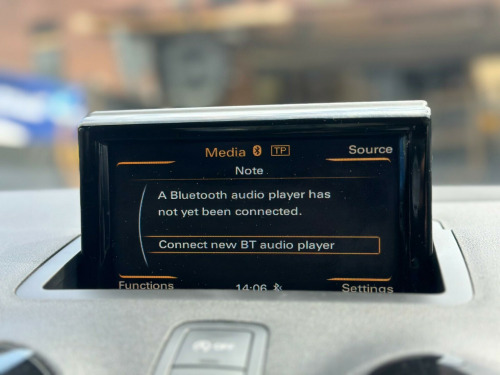 Media TP Source
Note
A Bluetooth audio player has
not yet been connected.
Connect new BT audio player
Functions 14:06 Settings
OFF